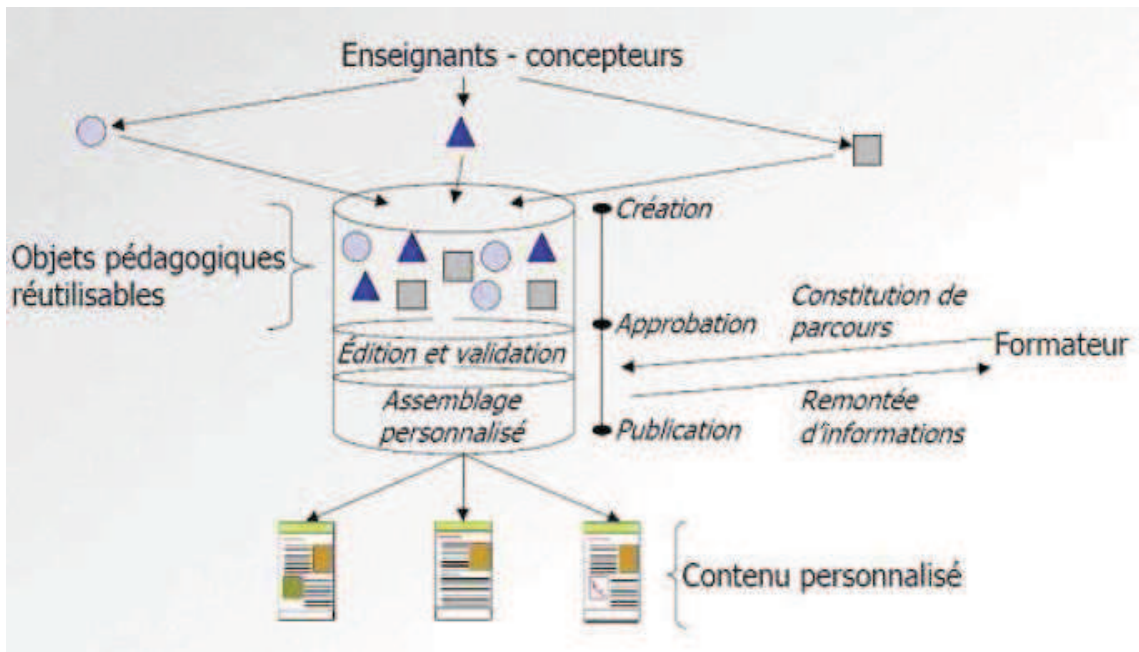 Enseignants - concepteurs
Création
Objets pédagogiques
réutilisables
Approbation
Constitution de
parcours
Formateur
Édition et validation
Assemblage
personnalisé
Publication
Remontée
d'informations
Contenu personnalisé